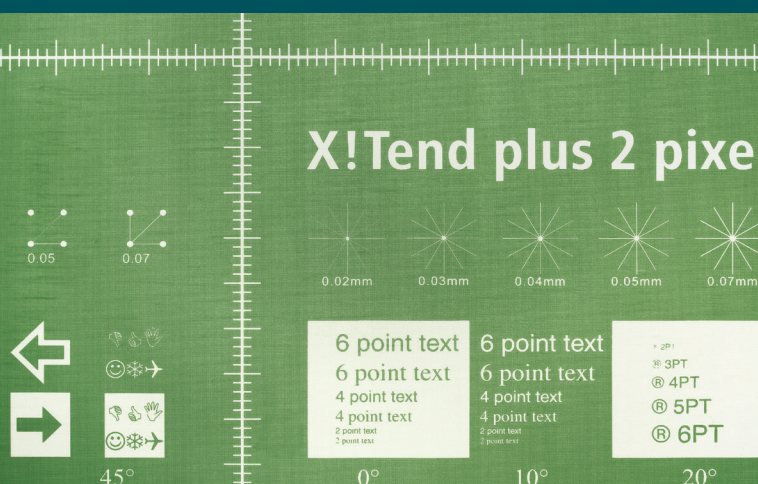 X!Tend plus 2 pixe
0.05 0.07
0.02mm 0.03mm 0.04mm 0.05mm 0.07mm
6 point text
6 point text
4 point text
4 point text
2 point text
2 point text
6 point text
6 point text
4 point text
4 point text
2 point text
2 point text
2PT
® 3PT
® 4PT
® 5PT
® 6PT
45° 0° 10° 20°